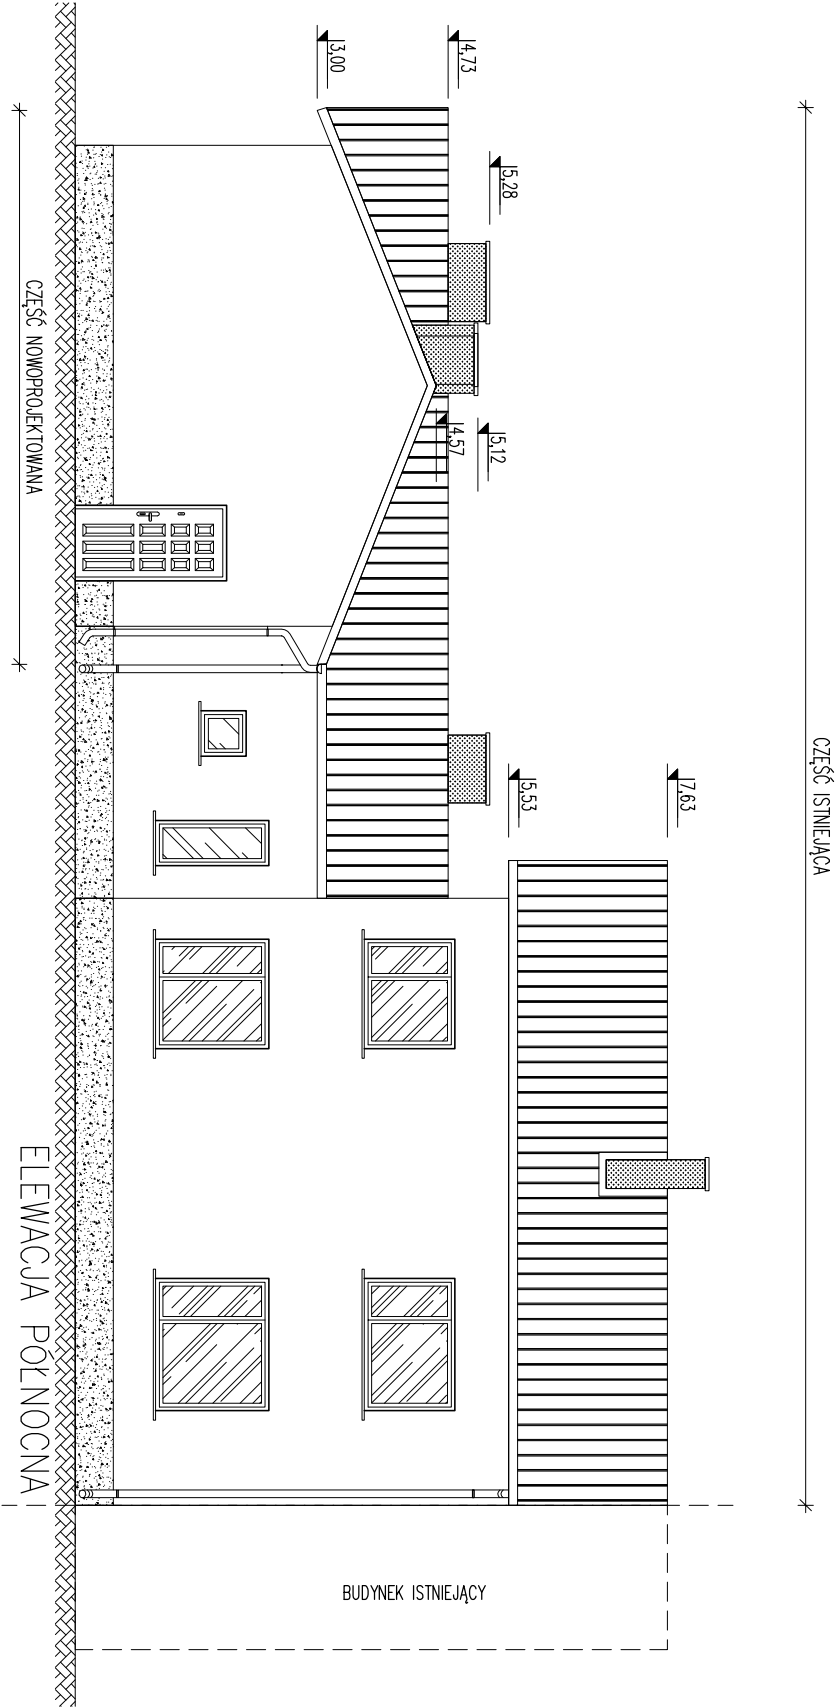 CZĘŚĆ ISTNIEJĄCA
7,63
5,53
5,28
5,12
4,73
4,57
3,00
BUDYNEK ISTNIEJĄCY
CZĘŚĆ NOWOPROJEKTOWANA
ELEWACJA PÓŁNOCNA